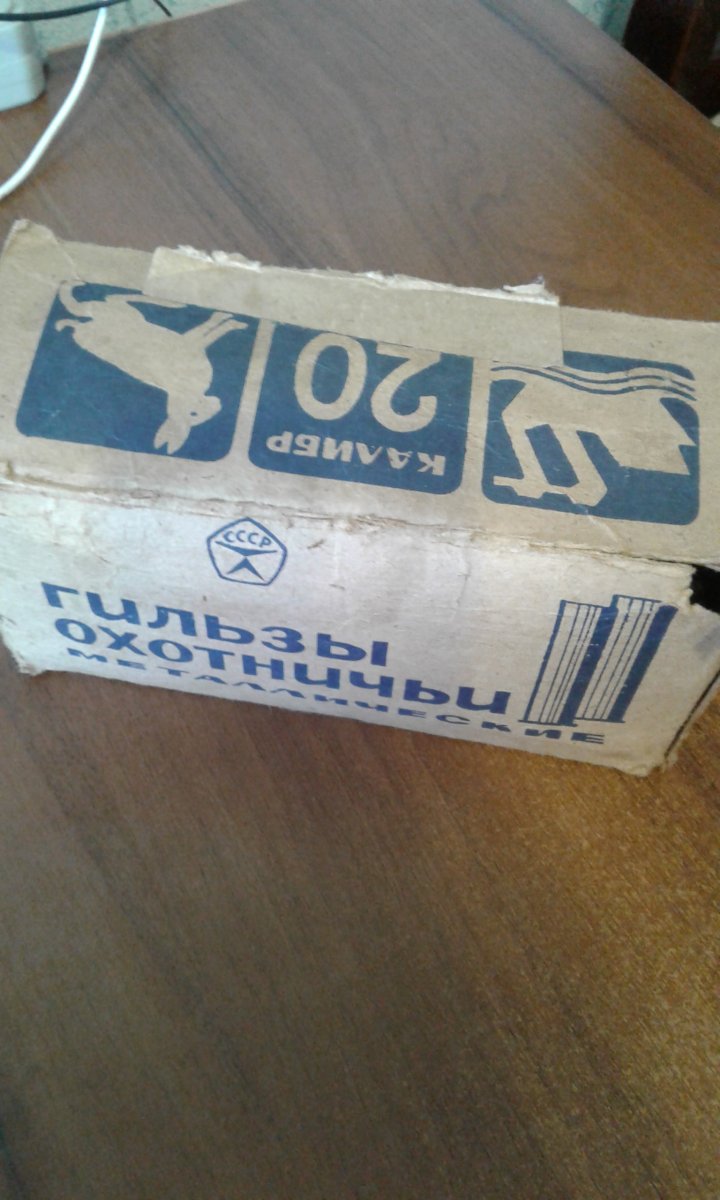 20
КАЛИБР
СССР
гильзы
охотничьи
металлические